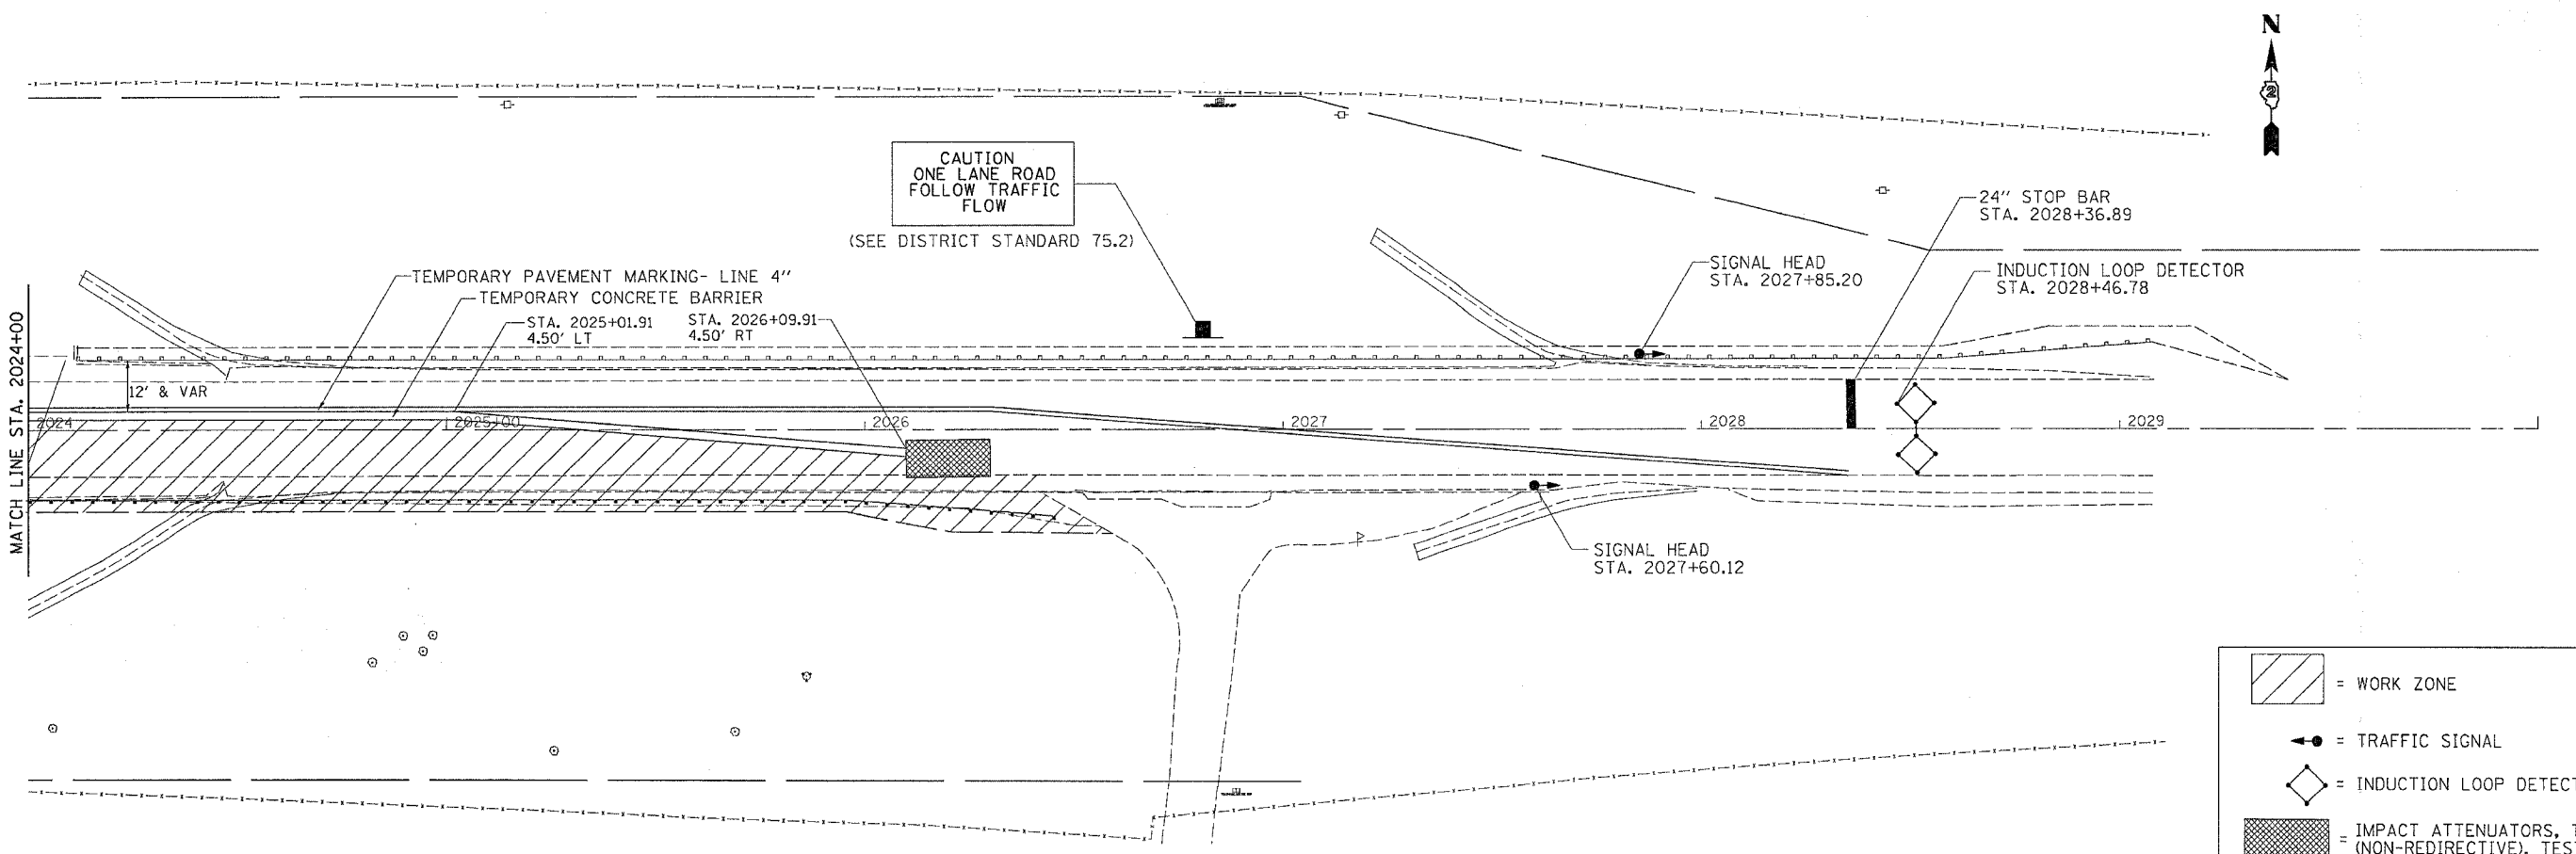 N
2
CAUTION
ONE LANE ROAD
FOLLOW TRAFFIC
FLOW
(SEE DISTRICT STANDARD 75.2)
24" STOP BAR
STA. 2028+36.89
SIGNAL HEAD
STA. 2027+85.20
INDUCTION LOOP DETECTOR
STA. 2028+46.78
TEMPORARY PAVEMENT MARKING- LINE 4"
TEMPORARY CONCRETE BARRIER
STA. 2025+01.91
4.50' LT
STA. 2026+09.91
4.50' RT
MATCH LINE STA. 2024+00
12' & VAR
2024
2025+00
2026
2027
2028
2029
SIGNAL HEAD
STA. 2027+60.12
= WORK ZONE
= TRAFFIC SIGNAL
= INDUCTION LOOP DETECT
= IMPACT ATTENUATORS, T
(NON-REDIRECTIVE), TES